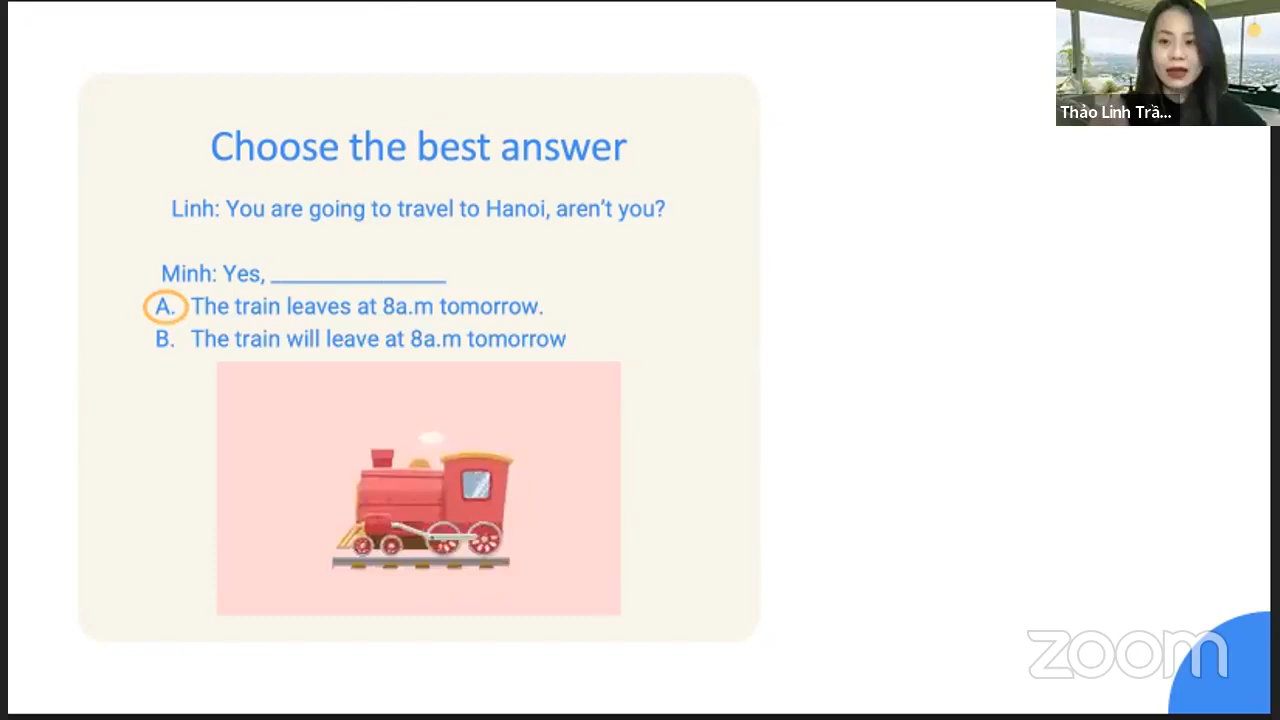 Thảo Linh Trầ...
Choose the best answer
Linh: You are going to travel to Hanoi, aren’t you?
Minh: Yes, _______________
A. The train leaves at 8a.m tomorrow.
B. The train will leave at 8a.m tomorrow
zoom